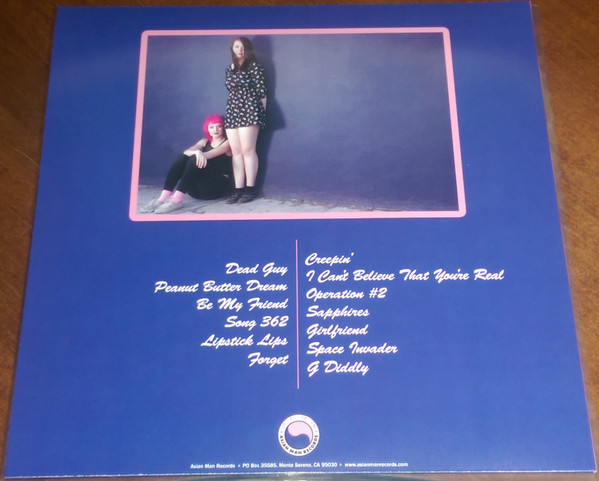 Dead Guy
Peanut Butter Dream
Be My Friend
Song 362
Lipstick Lips
Forget
Creepin'
I Can't Believe That You're Real
Operation #2
Sapphires
Girlfriend
Space Invader
G Diddly
ASIAN MAN RECORDS
Asian Man Records • PO Box 35585, Monte Sereno, CA 95030 • www.asianmanrecords.com